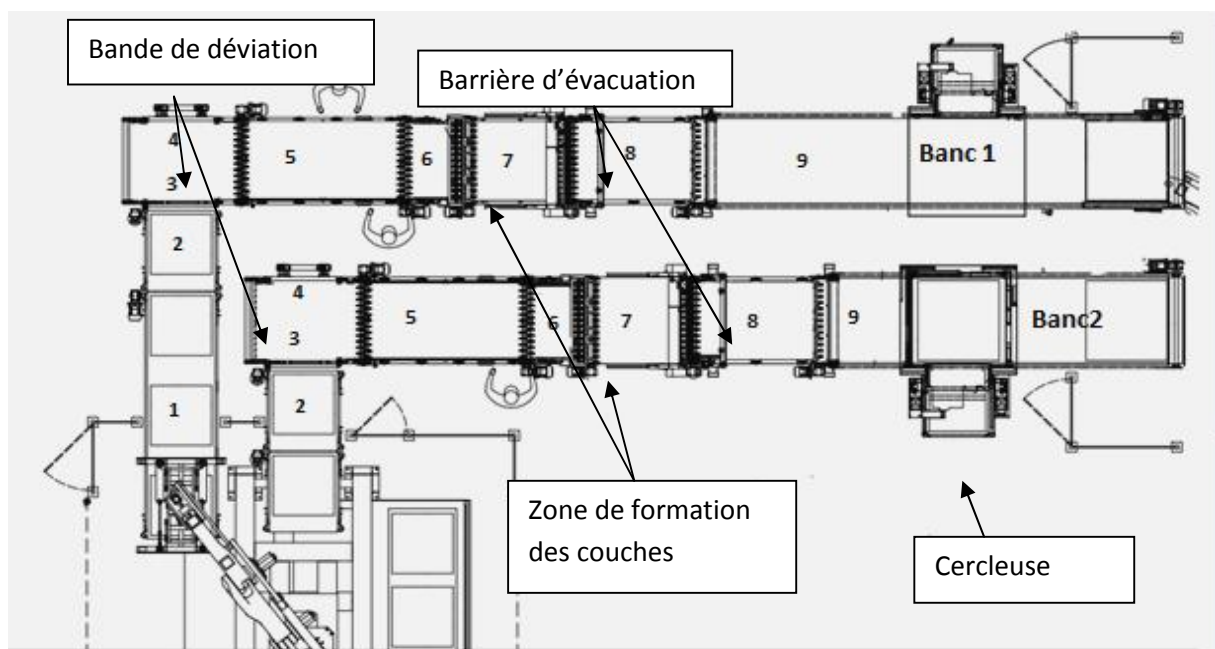 Bande de déviation
Barrière d’évacuation
4
3
5
6
7
8
9
Banc 1
2
4
3
5
6
7
8
9
Banc2
1
2
Zone de formation
des couches
Cercleuse